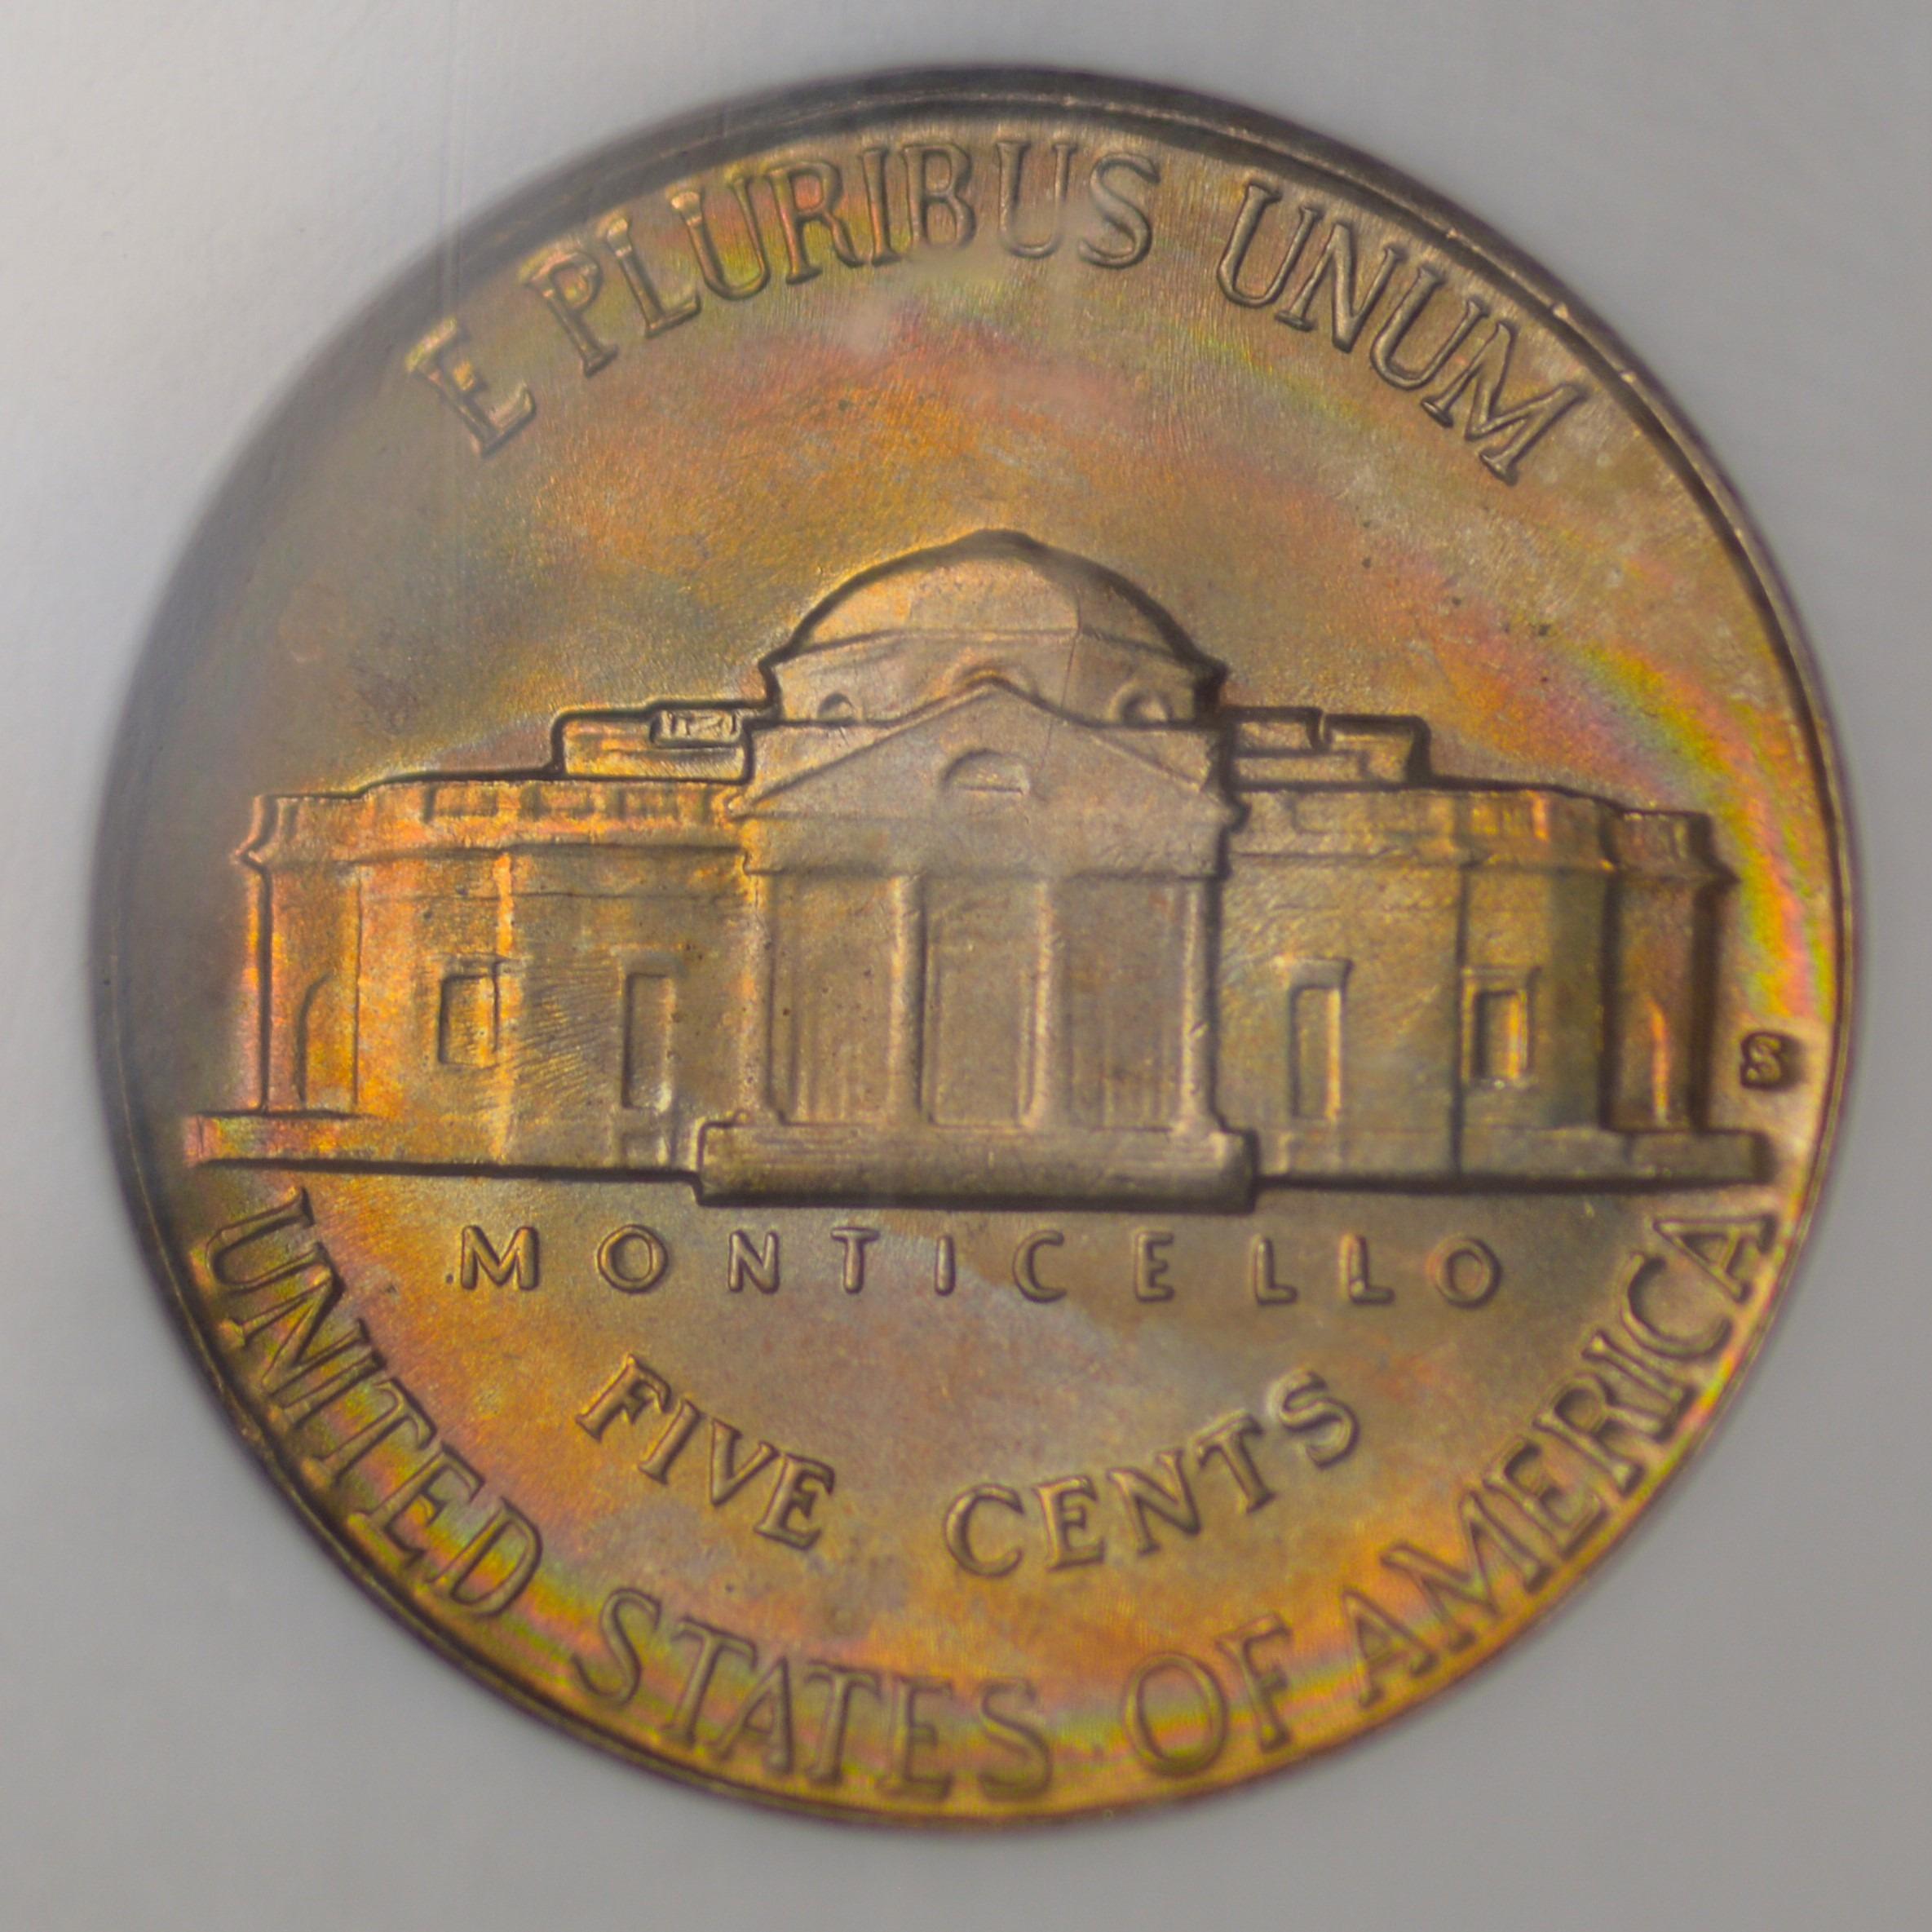 E PLURIBUS UNUM
S
MONTICELLO
FIVE CENTS
UNITED STATES OF AMERICA